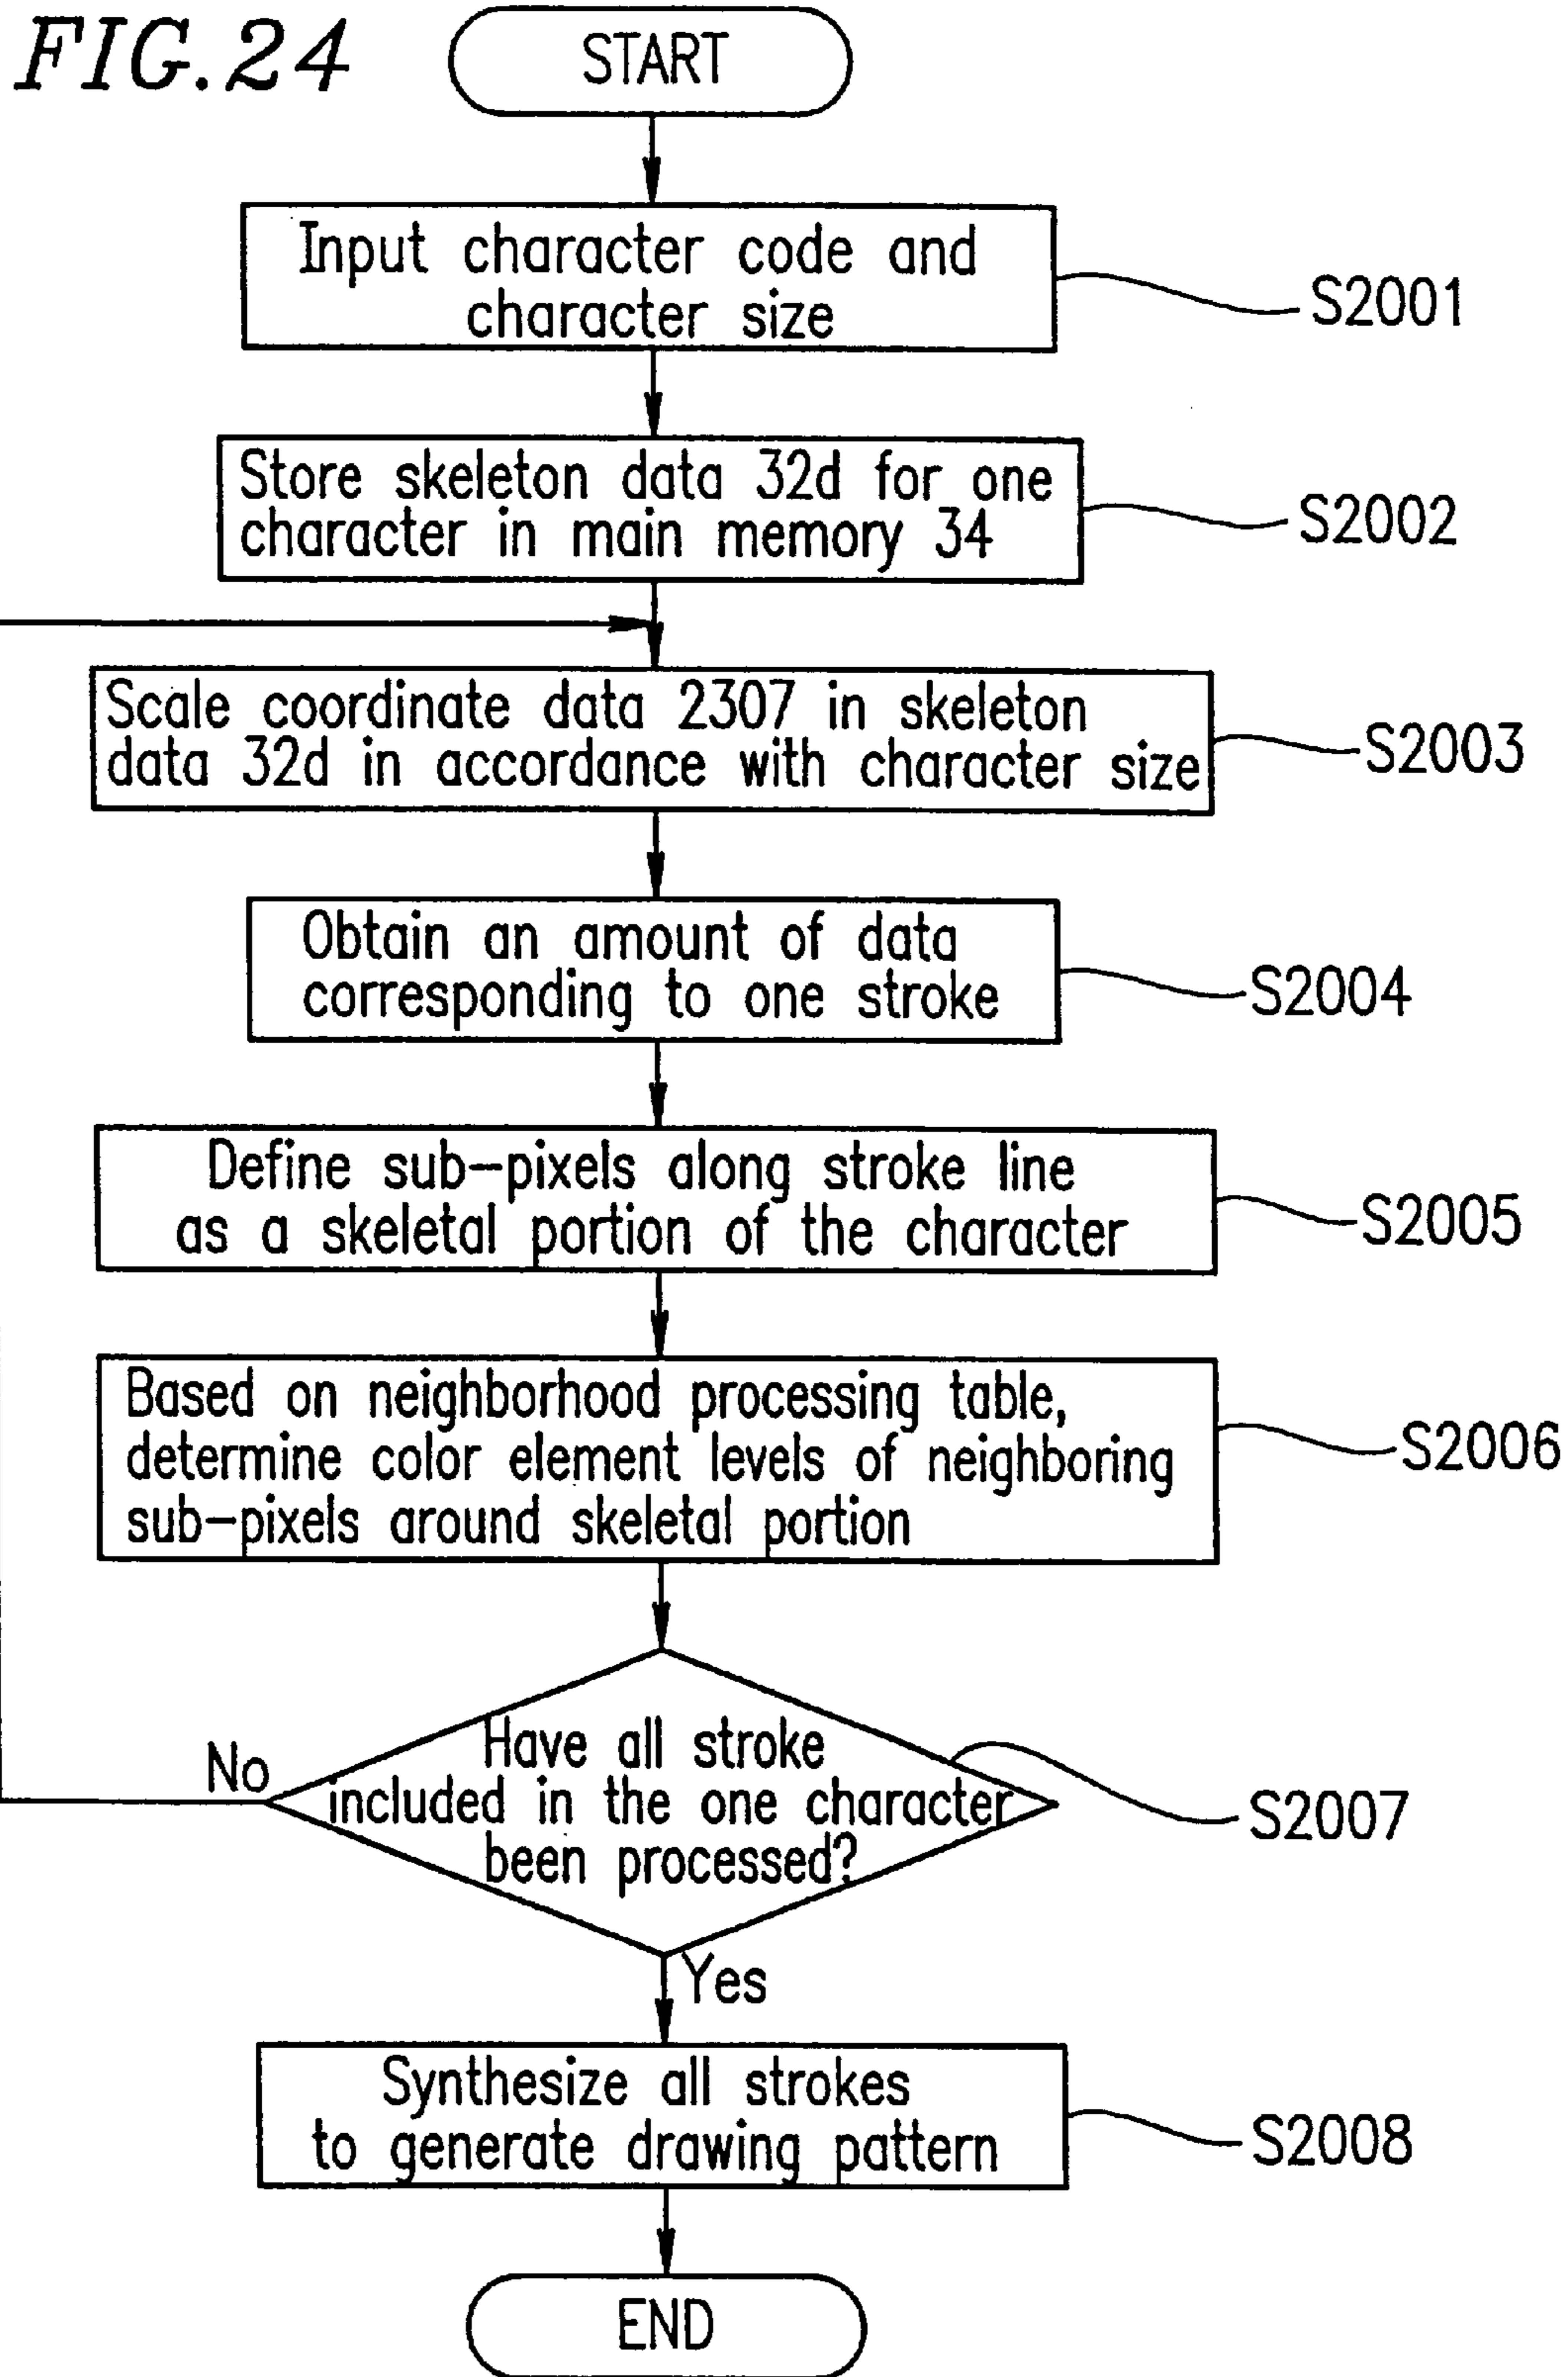 FIG.24
START
Input character code and
character size
S2001
Store skeleton data 32d for one
character in main memory 34
S2002
Scale coordinate data 2307 in skeleton
data 32d in accordance with character size
S2003
Obtain an amount of data
corresponding to one stroke
S2004
Define sub-pixels along stroke line
as a skeletal portion of the character
S2005
Based on neighborhood processing table,
determine color element levels of neighboring
sub-pixels around skeletal portion
S2006
No
Have all stroke
included in the one character
been processed?
S2007
Yes
Synthesize all strokes
to generate drawing pattern
S2008
END